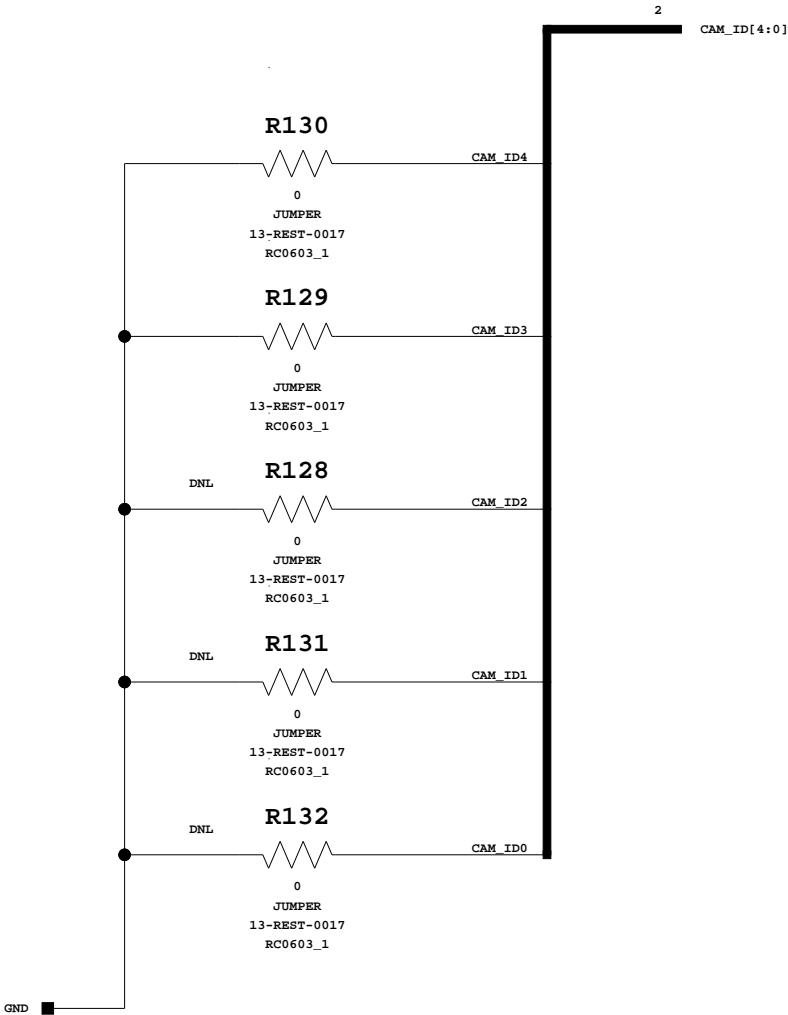 2
CAM_ID[4:0]
R130
CAM_ID4
0
JUMPER
13-REST-0017
RC0603_1
R129
CAM_ID3
0
JUMPER
13-REST-0017
RC0603_1
R128
DNL
CAM_ID2
0
JUMPER
13-REST-0017
RC0603_1
R131
DNL
CAM_ID1
0
JUMPER
13-REST-0017
RC0603_1
R132
DNL
CAM_ID0
0
JUMPER
13-REST-0017
RC0603_1
GND